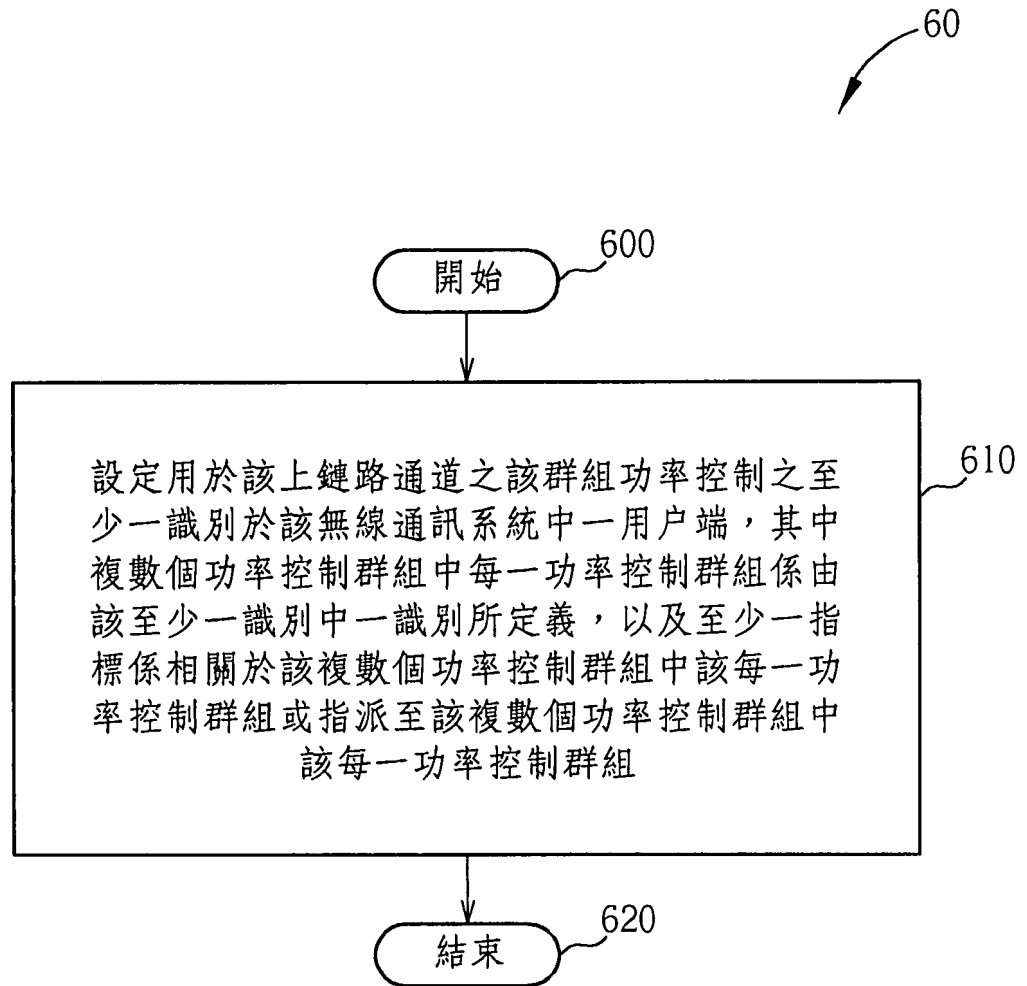 60
開始
600
設定用於該上鏈路通道之該群組功率控制之至
少一識別於該無線通訊系統中一用户端，其中
複數個功率控制群組中每一功率控制群組係由
該至少一識別中一識別所定義，以及至少一指
標係相關於該複數個功率控制群組中該每一功
率控制群組或指派至該複數個功率控制群組中
該每一功率控制群組
610
結束
620